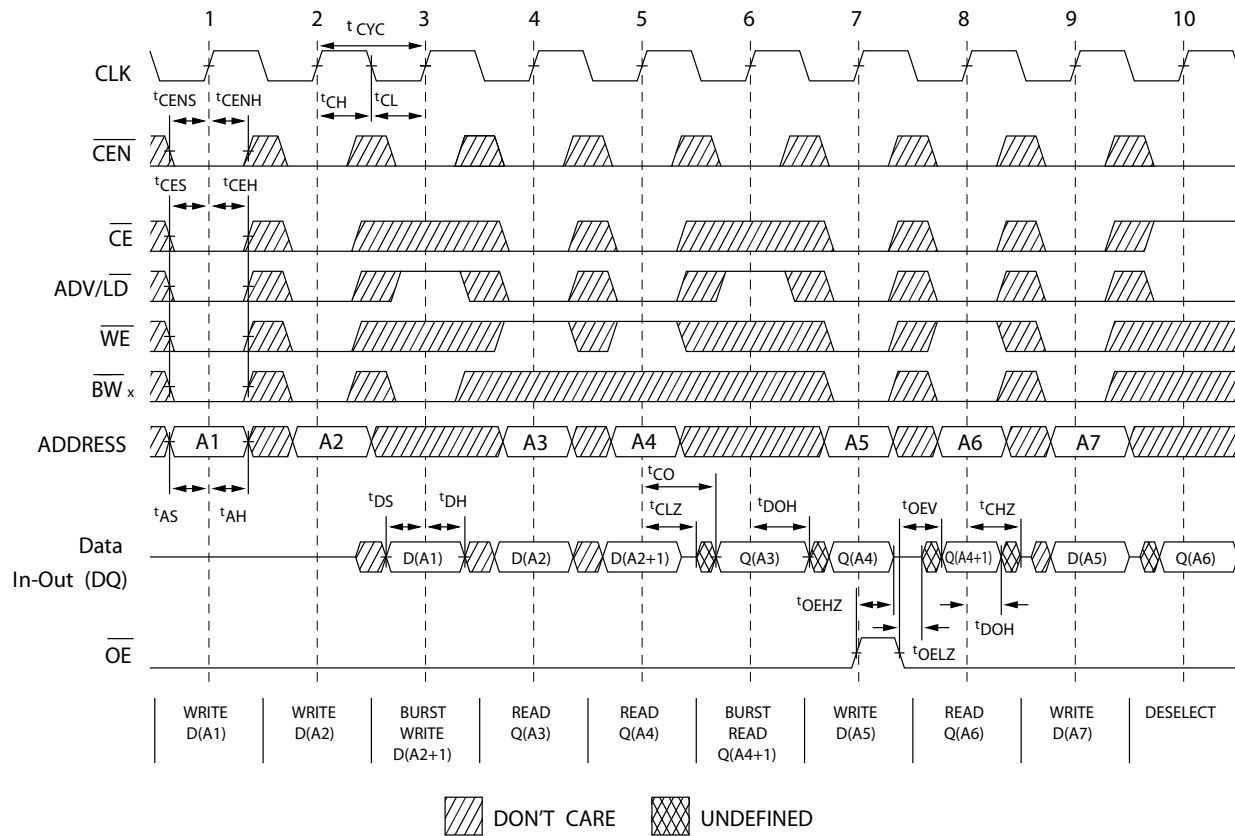 1 2 3 4 5 6 7 8 9 10
t CYC
CLK
tCENS tCENH tCH tCL
CEN
tCES tCEH
CE
ADV/LD
WE
BW x
ADDRESS A1 A2 A3 A4 A5 A6 A7
tCO
tAS tAH tDS tDH tCLZ tDOH tOEV tCHZ
Data
In-Out (DQ) D(A1) D(A2) D(A2+1) Q(A3) Q(A4) Q(A4+1) D(A5) Q(A6)
tOEHZ tDOH
OE tOELZ
WRITE
D(A1)
WRITE
D(A2)
BURST
WRITE
D(A2+1)
READ
Q(A3)
READ
Q(A4)
BURST
READ
Q(A4+1)
WRITE
D(A5)
READ
Q(A6)
WRITE
D(A7)
DESELECT
DON'T CARE UNDEFINED